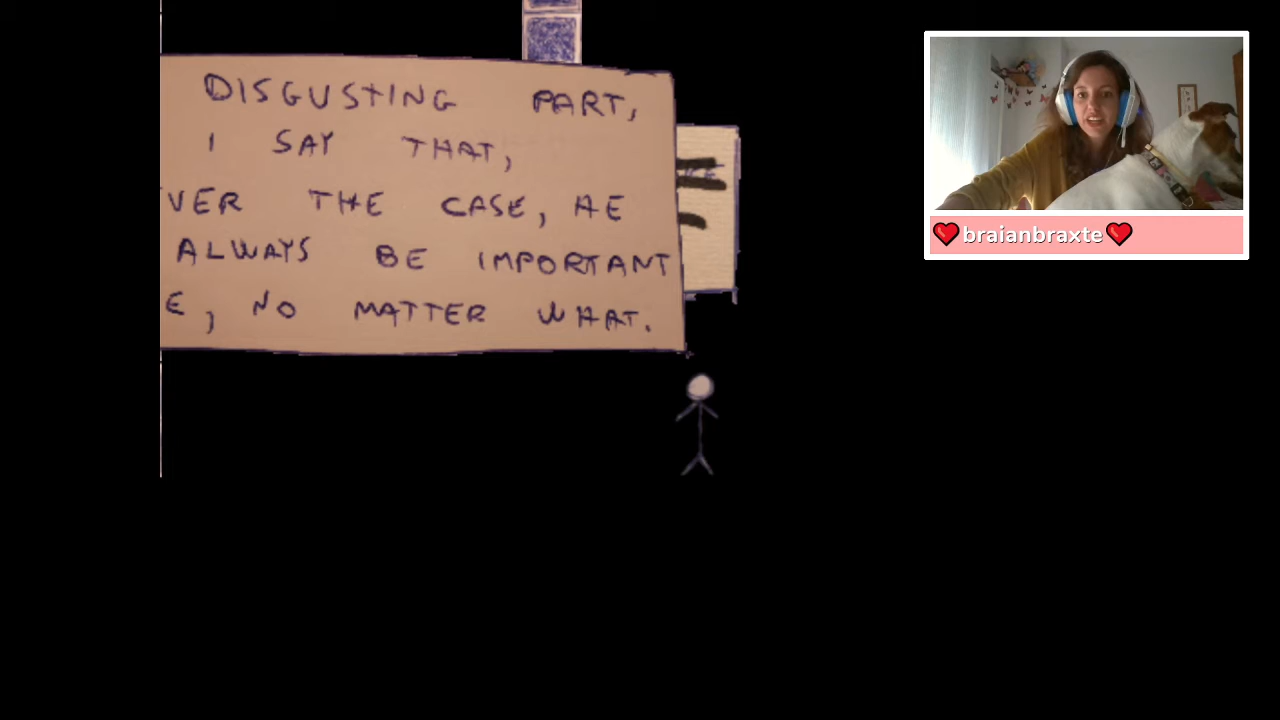 DISGUSTING PART,
I SAY THAT,
VER THE CASE, HE
ALWAYS BE IMPORTANT
E, NO MATTER WHAT.
braianbraxte